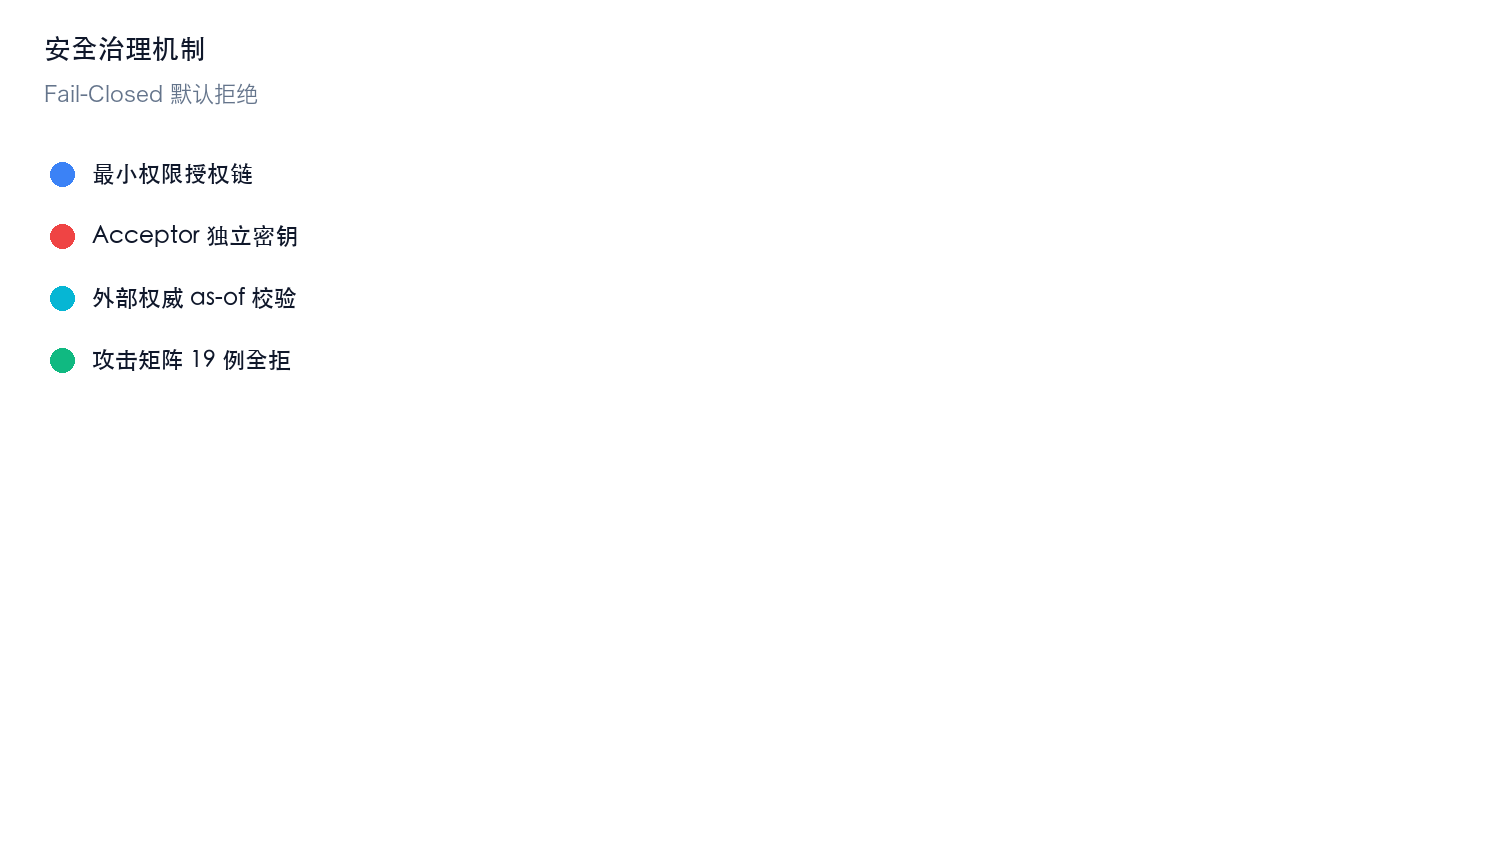 安全治理机制
Fail-Closed 默认拒绝
最小权限授权链
Acceptor 独立密钥
外部权威 as-of 校验
攻击矩阵 19 例全拒